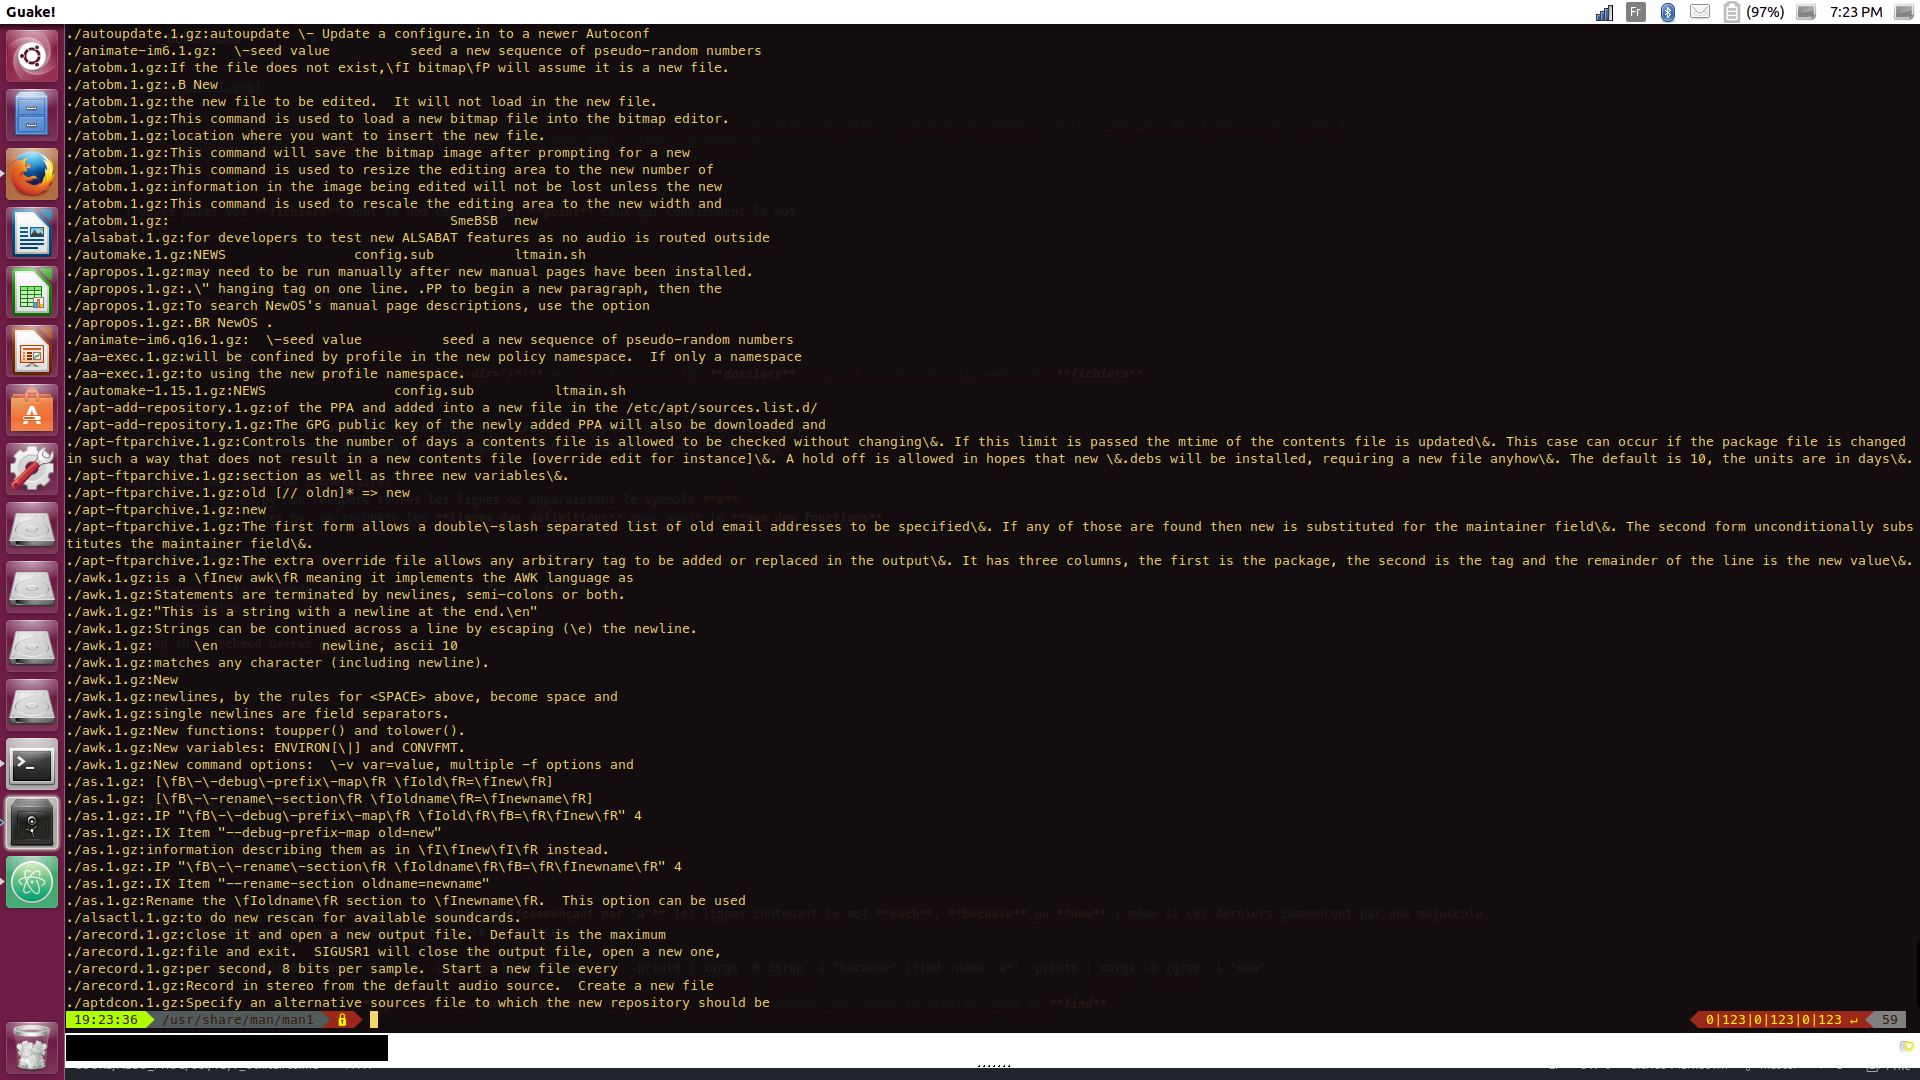 Guake!
Fr
(97%)
7:23 PM
./autoupdate.1.gz:autoupdate \- Update a configure.in to a newer Autoconf
./animate-im6.1.gz:  \-seed value          seed a new sequence of pseudo-random numbers
./atobm.1.gz:If the file does not exist,\fI bitmap\fP will assume it is a new file.
./atobm.1.gz:.B New
./atobm.1.gz:the new file to be edited.  It will not load in the new file.
./atobm.1.gz:This command is used to load a new bitmap file into the bitmap editor.
./atobm.1.gz:location where you want to insert the new file.
./atobm.1.gz:This command will save the bitmap image after prompting for a new
./atobm.1.gz:This command is used to resize the editing area to the new number of
./atobm.1.gz:information in the image being edited will not be lost unless the new
./atobm.1.gz:This command is used to rescale the editing area to the new width and
./atobm.1.gz:                                   SmeBSB  new
./alsabat.1.gz:for developers to test new ALSABAT features as no audio is routed outside
./automake.1.gz:NEWS                config.sub          ltmain.sh
./apropos.1.gz:may need to be run manually after new manual pages have been installed.
./apropos.1.gz:.\" hanging tag on one line. .PP to begin a new paragraph, then the
./apropos.1.gz:To search NewOS's manual page descriptions, use the option
./apropos.1.gz:.BR NewOS .
./animate-im6.q16.1.gz:  \-seed value          seed a new sequence of pseudo-random numbers
./aa-exec.1.gz:will be confined by profile in the new policy namespace.  If only a namespace
./aa-exec.1.gz:to using the new profile namespace.
./automake-1.15.1.gz:NEWS                config.sub          ltmain.sh
./apt-add-repository.1.gz:of the PPA and added into a new file in the /etc/apt/sources.list.d/
./apt-add-repository.1.gz:The GPG public key of the newly added PPA will also be downloaded and
./apt-ftparchive.1.gz:Controls the number of days a contents file is allowed to be checked without changing\&. If this limit is passed the mtime of the contents file is updated\&. This case can occur if the package file is changed
in such a way that does not result in a new contents file [override edit for instance]\&. A hold off is allowed in hopes that new \&.debs will be installed, requiring a new file anyhow\&. The default is 10, the units are in days\&.
./apt-ftparchive.1.gz:section as well as three new variables\&.
./apt-ftparchive.1.gz:old [// oldn]* => new
./apt-ftparchive.1.gz:new
./apt-ftparchive.1.gz:The first form allows a double\-slash separated list of old email addresses to be specified\&. If any of those are found then new is substituted for the maintainer field\&. The second form unconditionally subs
titutes the maintainer field\&.
./apt-ftparchive.1.gz:The extra override file allows any arbitrary tag to be added or replaced in the output\&. It has three columns, the first is the package, the second is the tag and the remainder of the line is the new value\&.
./awk.1.gz:is a \fInew awk\fR meaning it implements the AWK language as
./awk.1.gz:Statements are terminated by newlines, semi-colons or both.
./awk.1.gz:"This is a string with a newline at the end.\en"
./awk.1.gz:Strings can be continued across a line by escaping (\e) the newline.
./awk.1.gz:     \en             newline, ascii 10
./awk.1.gz:matches any character (including newline).
./awk.1.gz:New
./awk.1.gz:newlines, by the rules for <SPACE> above, become space and
./awk.1.gz:single newlines are field separators.
./awk.1.gz:New functions: toupper() and tolower().
./awk.1.gz:New variables: ENVIRON[\|] and CONVFMT.
./awk.1.gz:New command options:  \-v var=value, multiple -f options and
./as.1.gz: [\fB\-\-debug\-prefix\-map\fR \fIold\fR=\fInew\fR]
./as.1.gz: [\fB\-\-rename\-section\fR \fIoldname\fR=\fInewname\fR]
./as.1.gz:.IP "\fB\-\-debug\-prefix\-map\fR \fIold\fR\fB=\fR\fInew\fR" 4
./as.1.gz:.IX Item "--debug-prefix-map old=new"
./as.1.gz:information describing them as in \fI\fInew\fI\fR instead.
./as.1.gz:.IP "\fB\-\-rename\-section\fR \fIoldname\fR\fB=\fR\fInewname\fR" 4
./as.1.gz:.IX Item "--rename-section oldname=newname"
./as.1.gz:Rename the \fIoldname\fR section to \fInewname\fR.  This option can be used
./alsactl.1.gz:to do new rescan for available soundcards.
./arecord.1.gz:close it and open a new output file.  Default is the maximum
./arecord.1.gz:file and exit.  SIGUSR1 will close the output file, open a new one,
./arecord.1.gz:per second, 8 bits per sample.  Start a new file every
./arecord.1.gz:Record in stereo from the default audio source.  Create a new file
./aptdcon.1.gz:Specify an alternative sources file to which the new repository should be
19:23:36 /usr/share/man/man1
0|123|0|123|0|123 ↵ 59